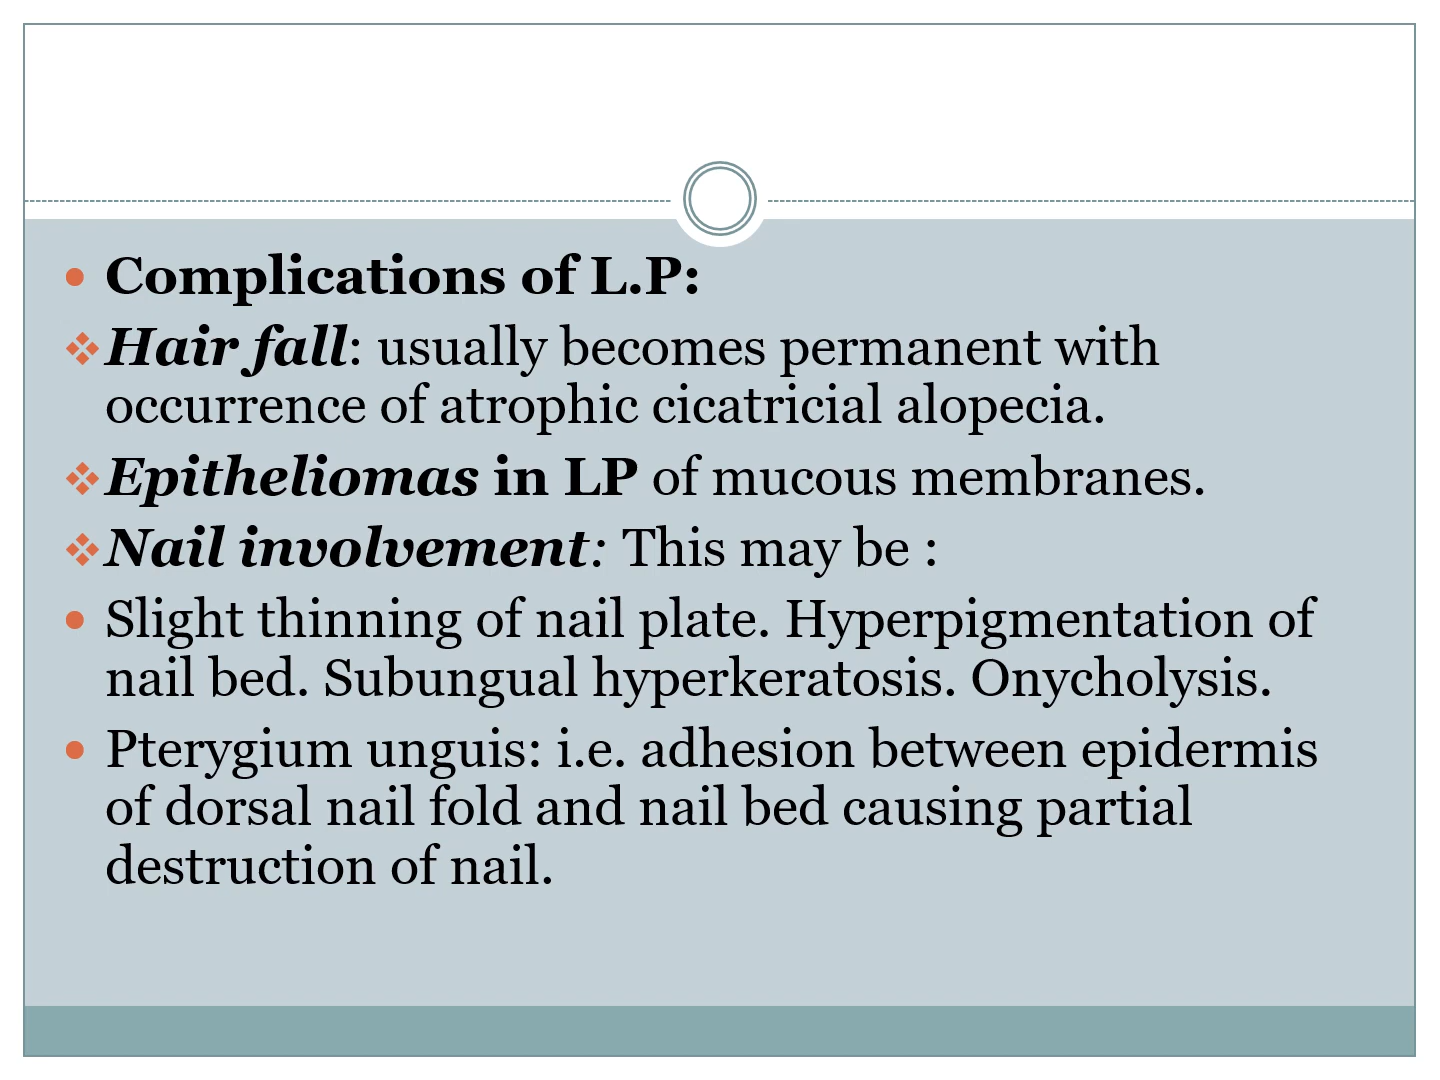 • Complications of L.P:
❖Hair fall: usually becomes permanent with
occurrence of atrophic cicatricial alopecia.
❖Epitheliomas in LP of mucous membranes.
❖Nail involvement: This may be :
• Slight thinning of nail plate. Hyperpigmentation of
nail bed. Subungual hyperkeratosis. Onycholysis.
• Pterygium unguis: i.e. adhesion between epidermis
of dorsal nail fold and nail bed causing partial
destruction of nail.